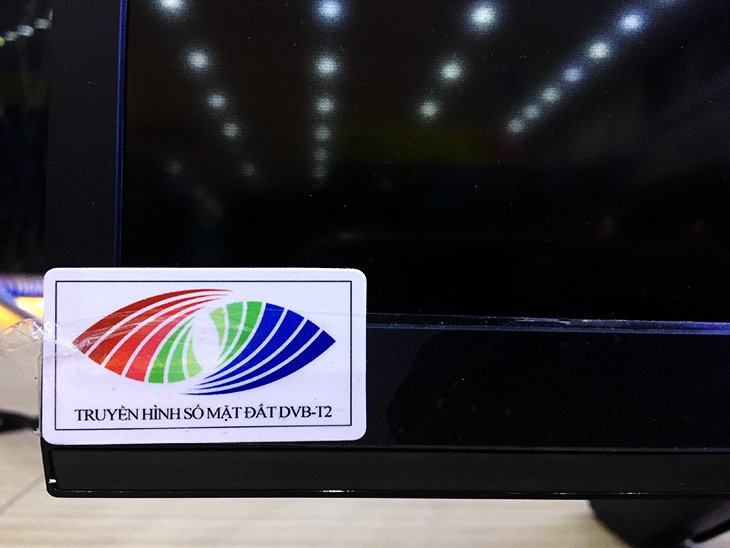 TRUYỀN HÌNH SỐ MẶT ĐẤT DVB-T2